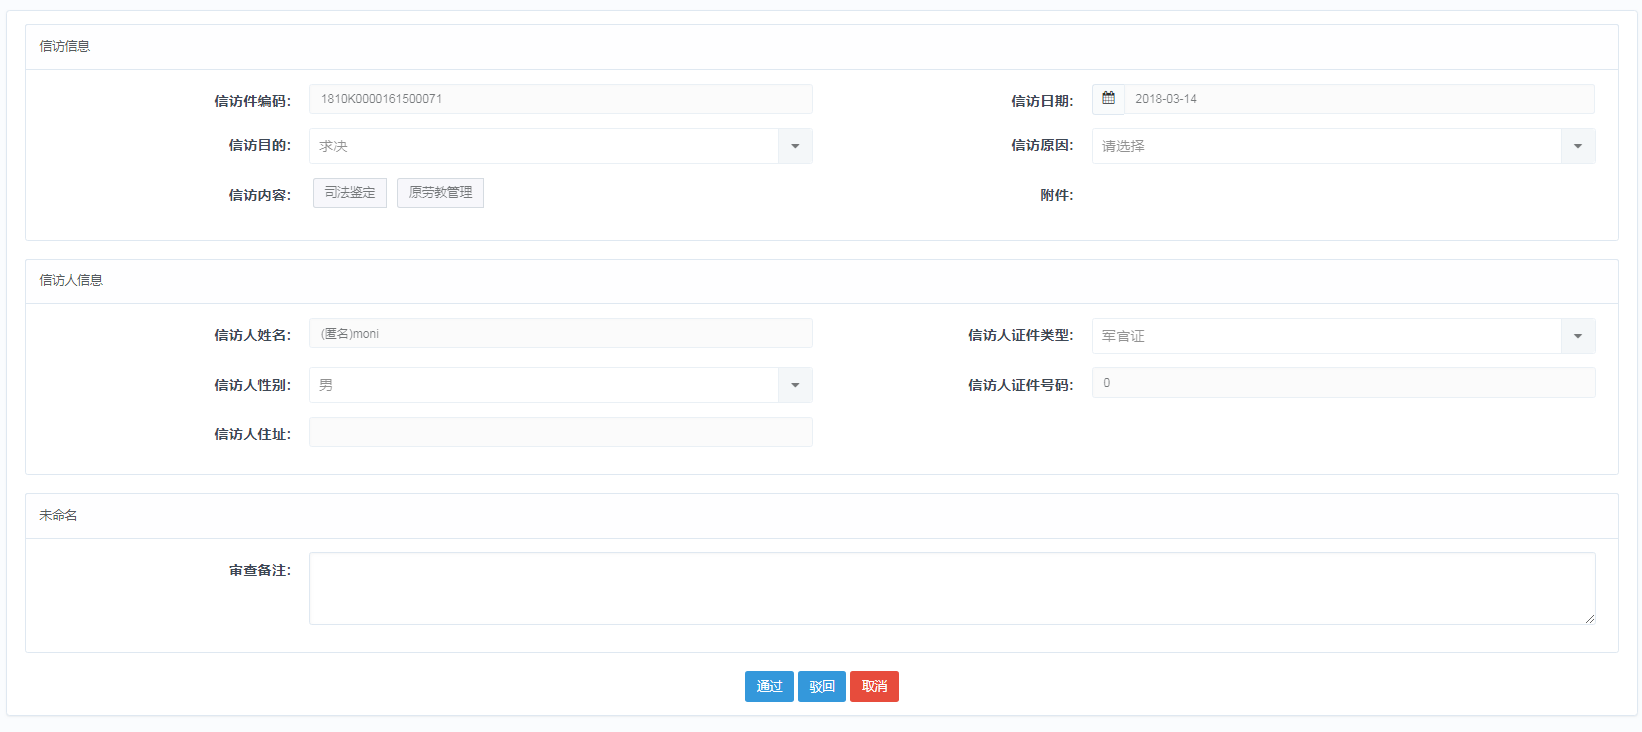 信访信息
信访件编码： 1810K0000161500071 信访日期： 2018-03-14
信访目的： 求决 信访原因： 请选择
信访内容： 司法鉴定 原劳教管理 附件：
信访人信息
信访人姓名： (匿名)moni 信访人证件类型： 军官证
信访人性别： 男 信访人证件号码： 0
信访人住址：
未命名
审查备注：
通过 驳回 取消